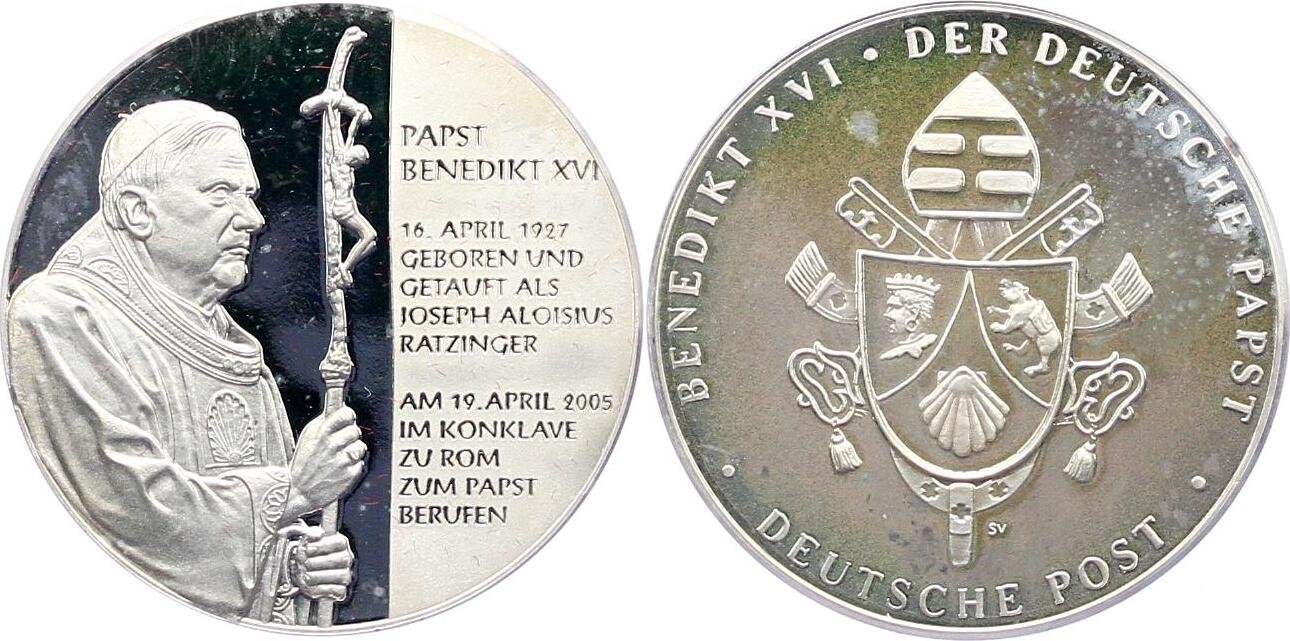 PAPST
BENEDIKT XVI
16. APRIL 1927
GEBOREN UND
GETAUFT ALS
JOSEPH ALOISIUS
RATZINGER
AM 19. APRIL 2005
IM KONKLAVE
ZU ROM
ZUM PAPST
BERUFEN
BENEDIKT XVI · DER DEUTSCHE PAPST
· DEUTSCHE POST ·
SV